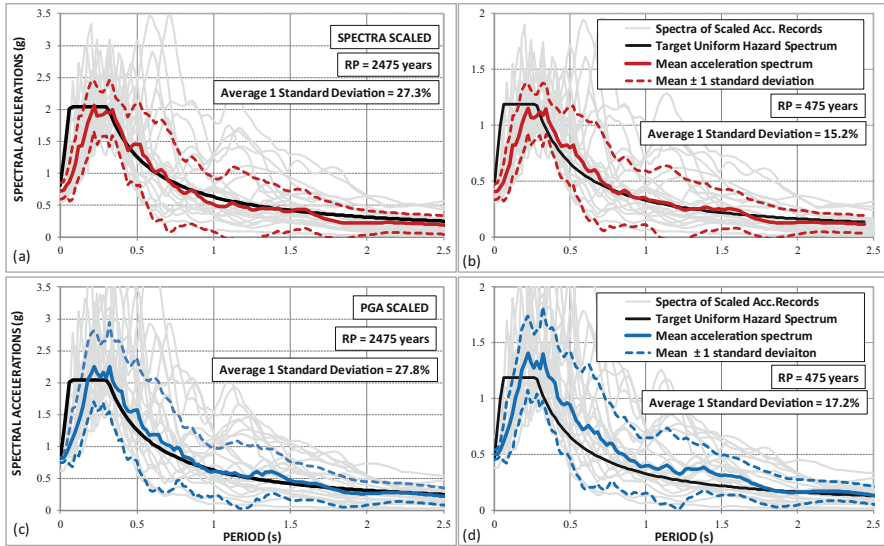 3.5
3
2.5
2
1.5
1
0.5
0
0 0.5 1 1.5 2 2.5
SPECTRAL ACCELERATIONS (g)
SPECTRA SCALED
RP = 2475 years
Average 1 Standard Deviation = 27.3%
(a)
2
1.5
1
0.5
0
0 0.5 1 1.5 2 2.5
Spectra of Scaled Acc. Records
Target Uniform Hazard Spectrum
Mean acceleration spectrum
Mean ± 1 standard deviation
RP = 475 years
Average 1 Standard Deviation = 15.2%
(b)
3.5
3
2.5
2
1.5
1
0.5
0
0 0.5 1 1.5 2 2.5
SPECTRAL ACCELERATIONS (g)
PGA SCALED
RP = 2475 years
Average 1 Standard Deviation = 27.8%
(c)
PERIOD (s)
2
1.5
1
0.5
0
0 0.5 1 1.5 2 2.5
Spectra of Scaled Acc.Records
Target Uniform Hazard Spectrum
Mean acceleration spectrum
Mean ± 1 standard deviaiton
RP = 475 years
Average 1 Standard Deviation = 17.2%
(d)
PERIOD (s)